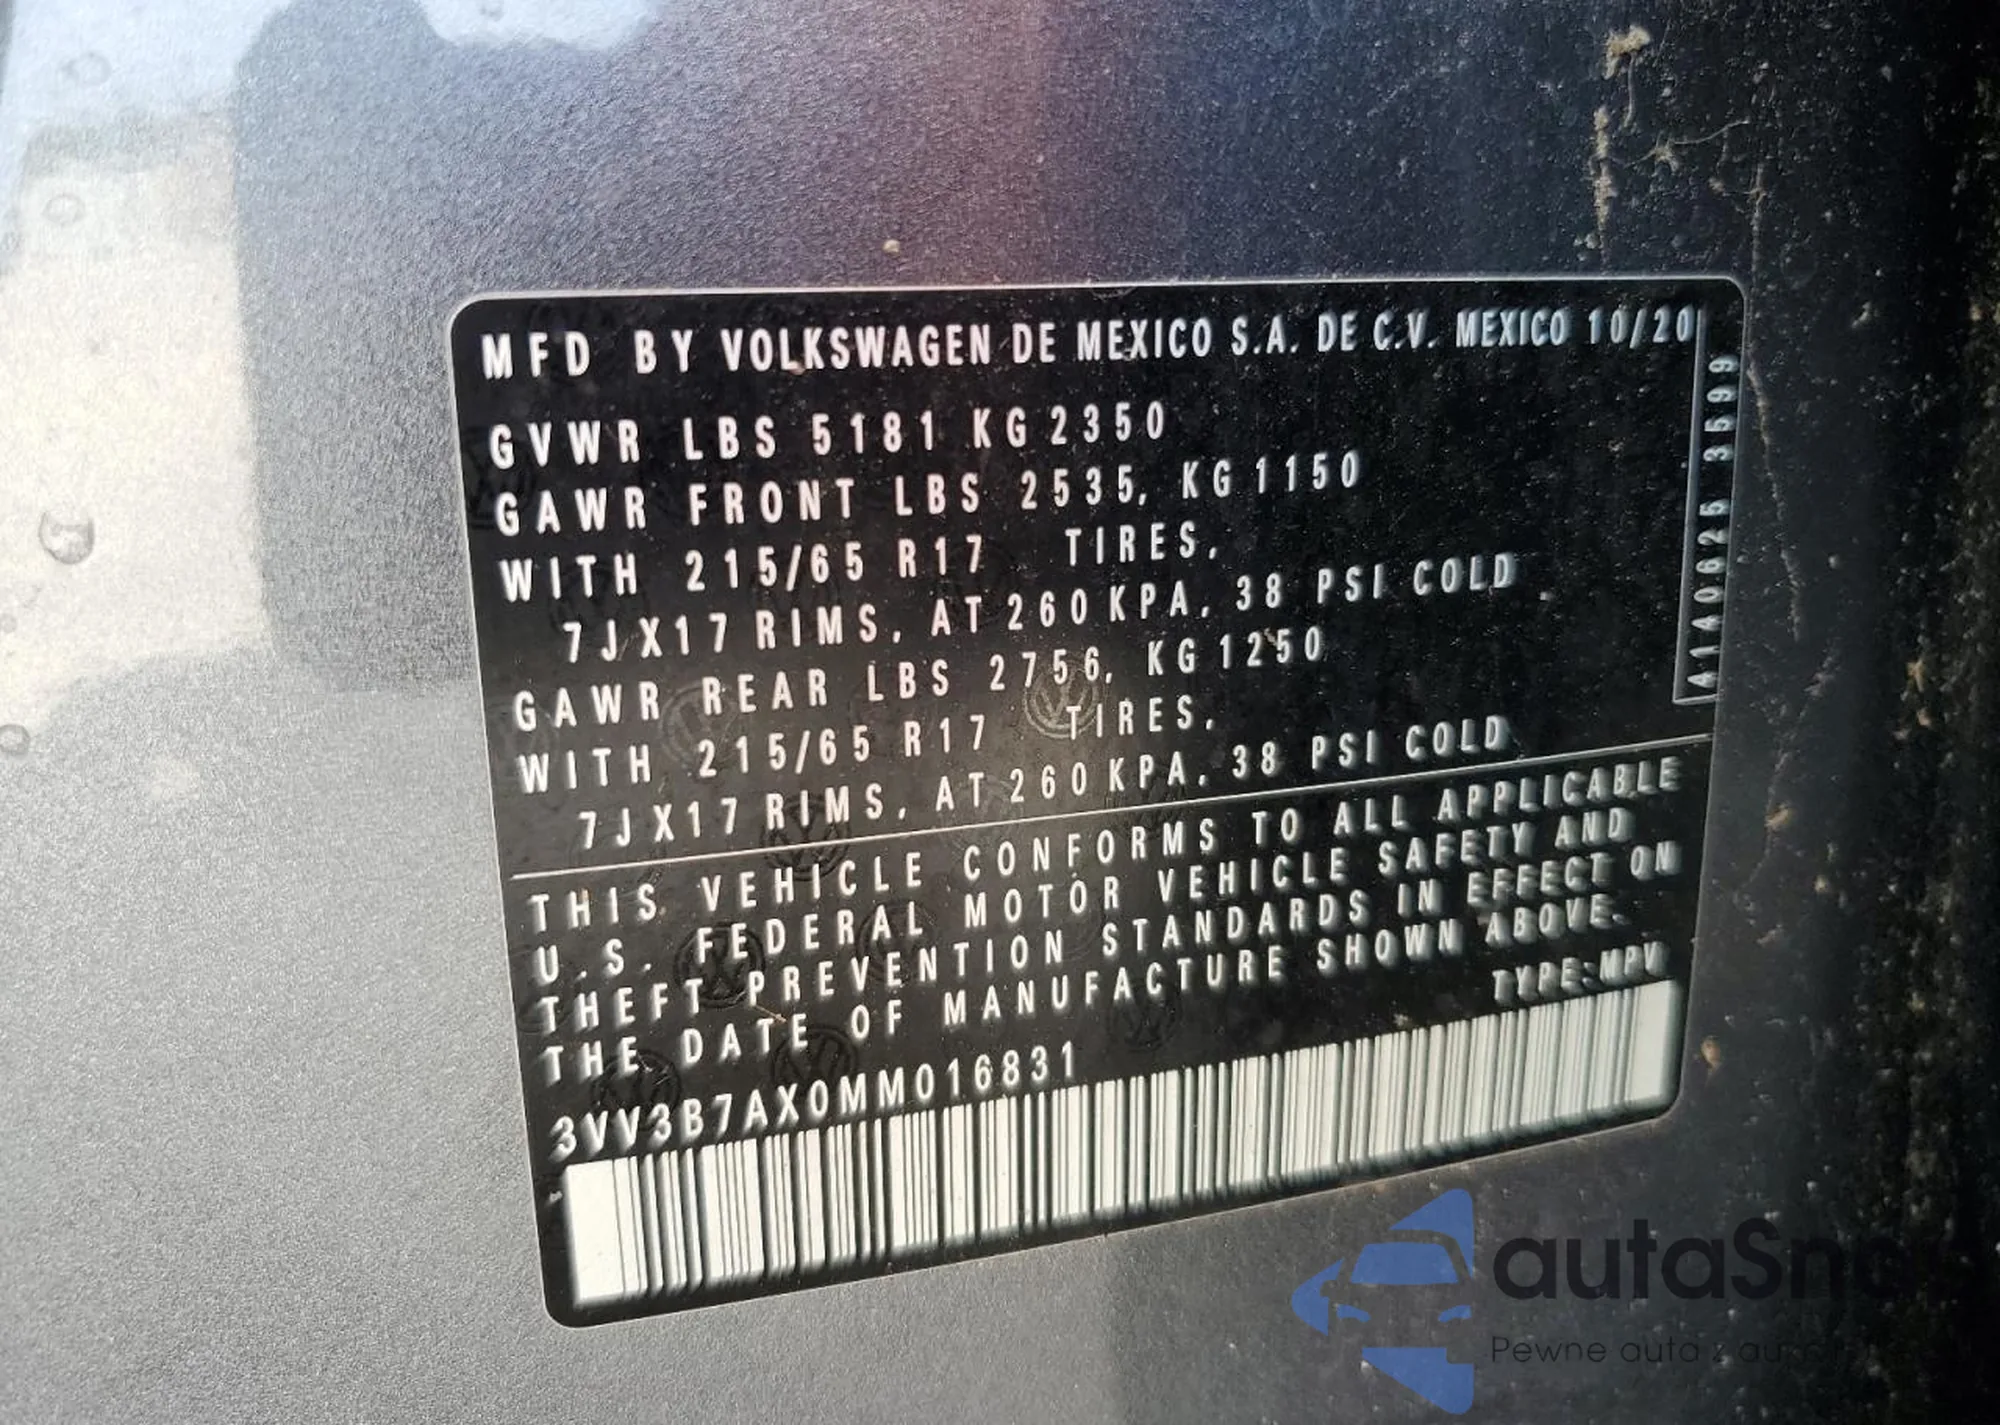 MFD BY VOLKSWAGEN DE MEXICO S.A. DE C.V. MEXICO 10/20
GVWR LBS 5181 KG 2350
GAWR FRONT LBS 2535, KG 1150
WITH 215/65 R17 TIRES,
7JX17 RIMS, AT 260 KPA, 38 PSI COLD
GAWR REAR LBS 2756, KG 1250
WITH 215/65 R17 TIRES,
7JX17 RIMS, AT 260 KPA, 38 PSI COLD
4140625 3599
THIS VEHICLE CONFORMS TO ALL APPLICABLE
U.S. FEDERAL MOTOR VEHICLE SAFETY AND
THEFT PREVENTION STANDARDS IN EFFECT ON
THE DATE OF MANUFACTURE SHOWN ABOVE.
TYPE:MPV
3VV3B7AX0MM016831
Pewne auta z